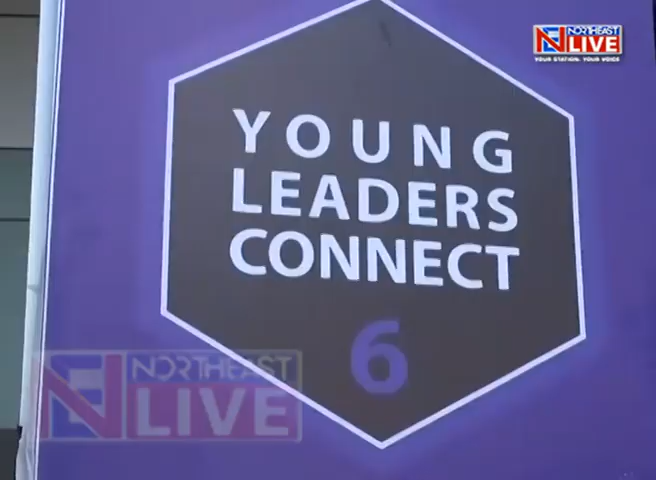 NORTHEAST
LIVE
YOUR STATION. YOUR VOICE
YOUNG
LEADERS
CONNECT
6
NORTHEAST
LIVE